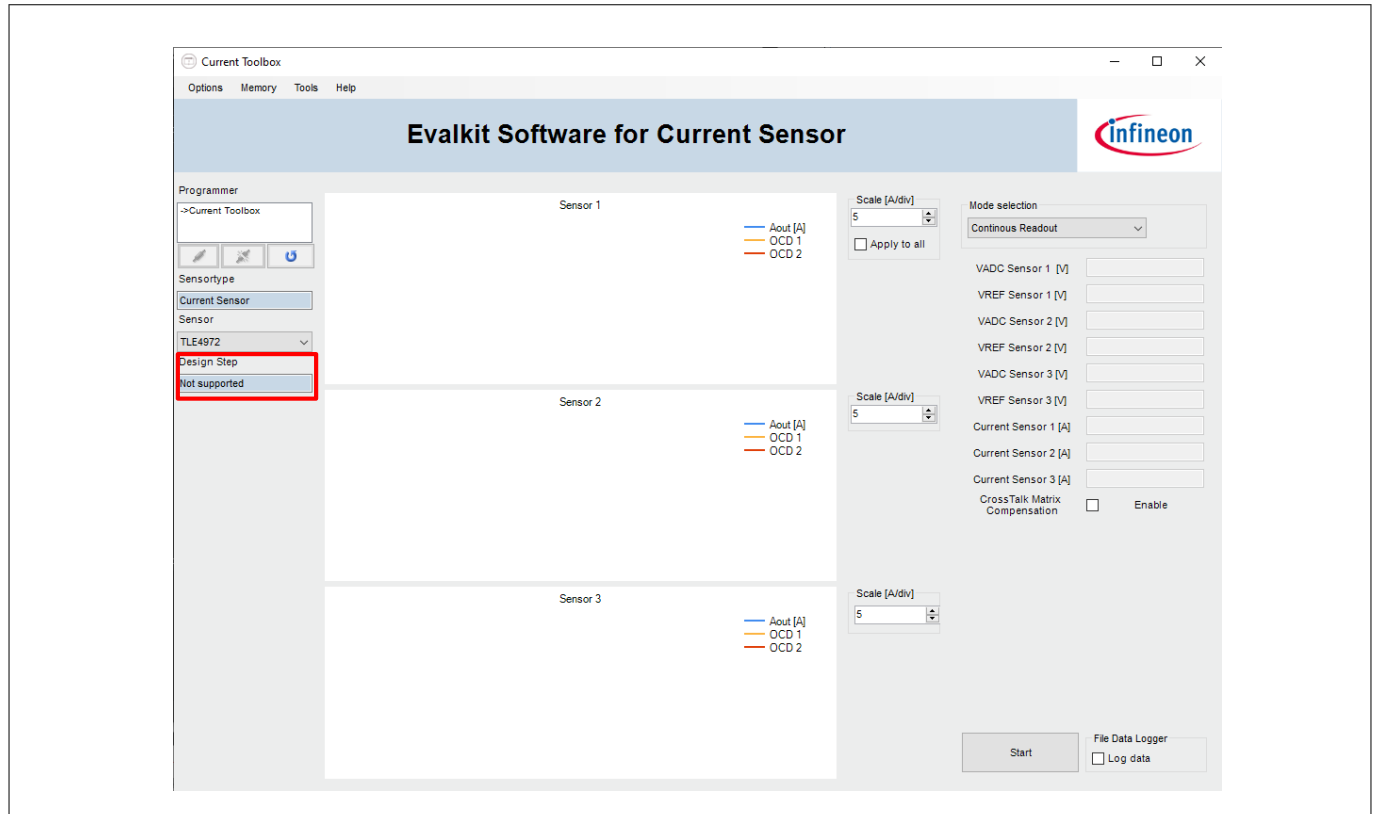 Current Toolbox
Options Memory Tools Help
Evalkit Software for Current Sensor
infineon
Programmer
->Current Toolbox
Sensortype
Current Sensor
Sensor
TLE4972
Design Step
Not supported
Sensor 1
Aout [A]
OCD 1
OCD 2
Scale [A/div]
5
Apply to all
Sensor 2
Aout [A]
OCD 1
OCD 2
Scale [A/div]
5
Sensor 3
Aout [A]
OCD 1
OCD 2
Scale [A/div]
5
Mode selection
Continous Readout
VADC Sensor 1 [V]
VREF Sensor 1 [V]
VADC Sensor 2 [V]
VREF Sensor 2 [V]
VADC Sensor 3 [V]
VREF Sensor 3 [V]
Current Sensor 1 [A]
Current Sensor 2 [A]
Current Sensor 3 [A]
CrossTalk Matrix
Compensation
Enable
Start
File Data Logger
Log data